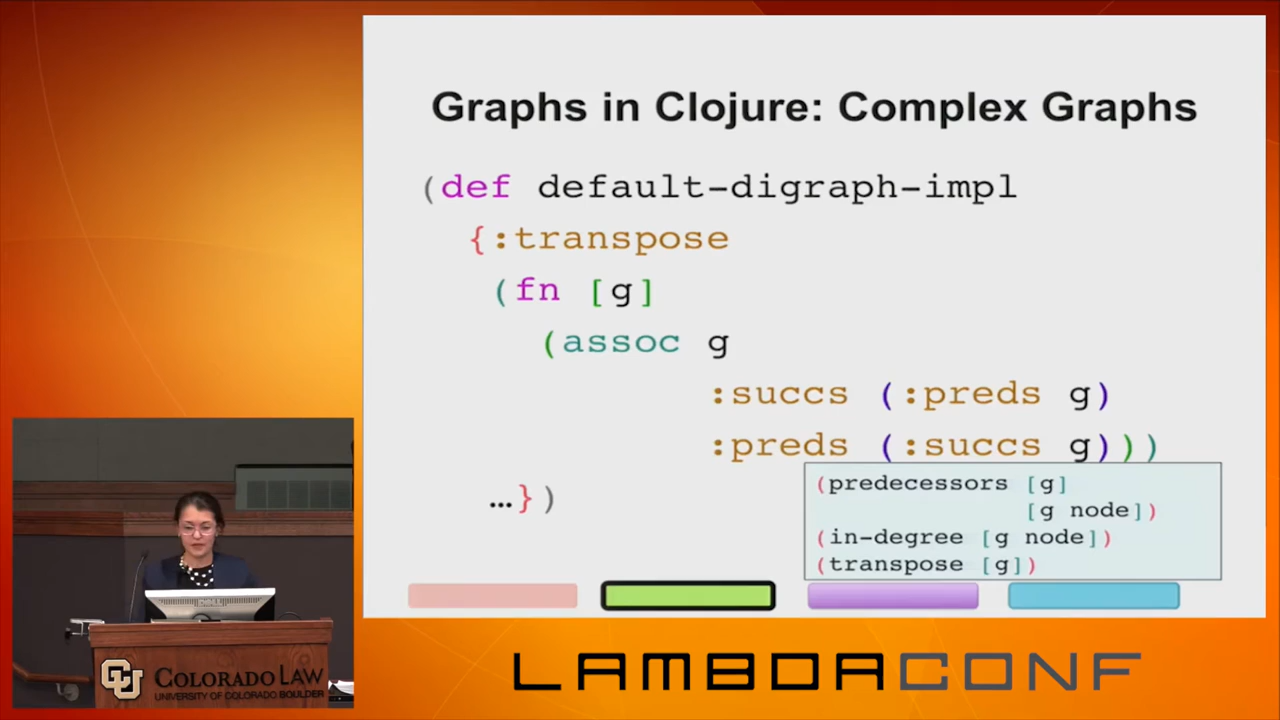 Graphs in Clojure: Complex Graphs
(def default-digraph-impl
{:transpose
(fn [g]
(assoc g
:succs (:preds g)
:preds (:succs g)))
…})
(predecessors [g]
[g node])
(in-degree [g node])
(transpose [g])
CU COLORADO LAW
UNIVERSITY OF COLORADO BOULDER
LAMBDACONF